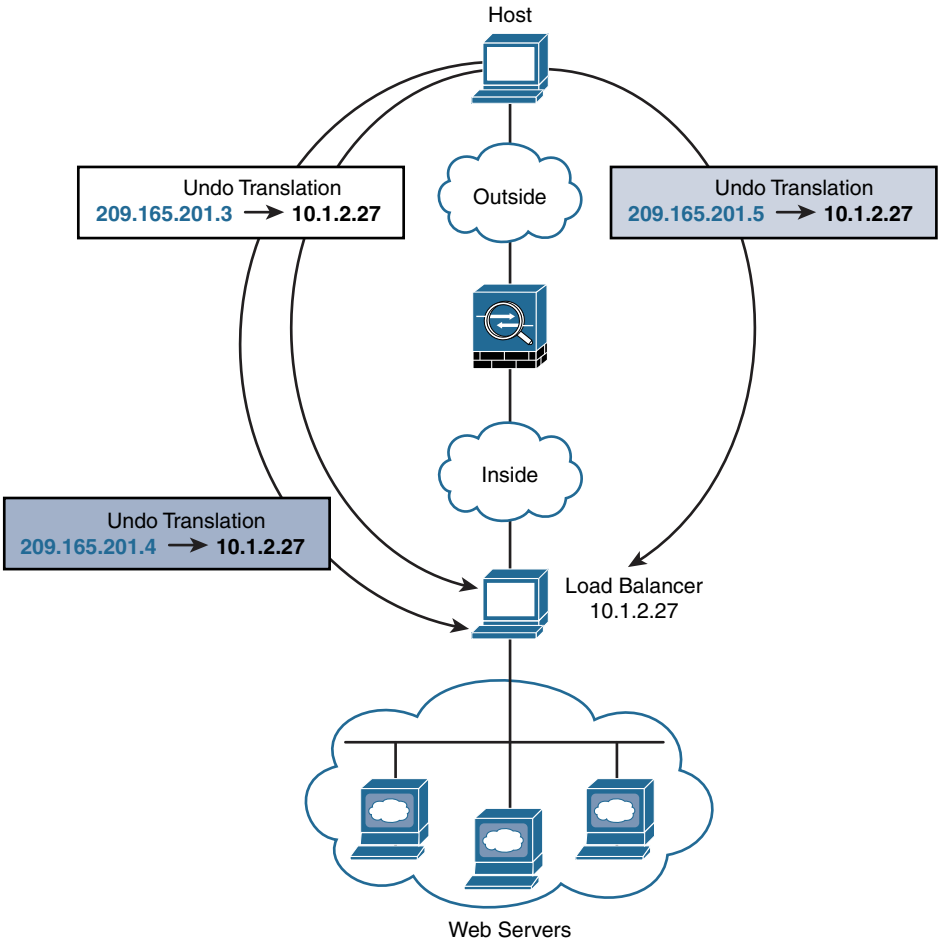 Host
Undo Translation
209.165.201.3 → 10.1.2.27
Outside
Undo Translation
209.165.201.5 → 10.1.2.27
Inside
Undo Translation
209.165.201.4 → 10.1.2.27
Load Balancer
10.1.2.27
Web Servers